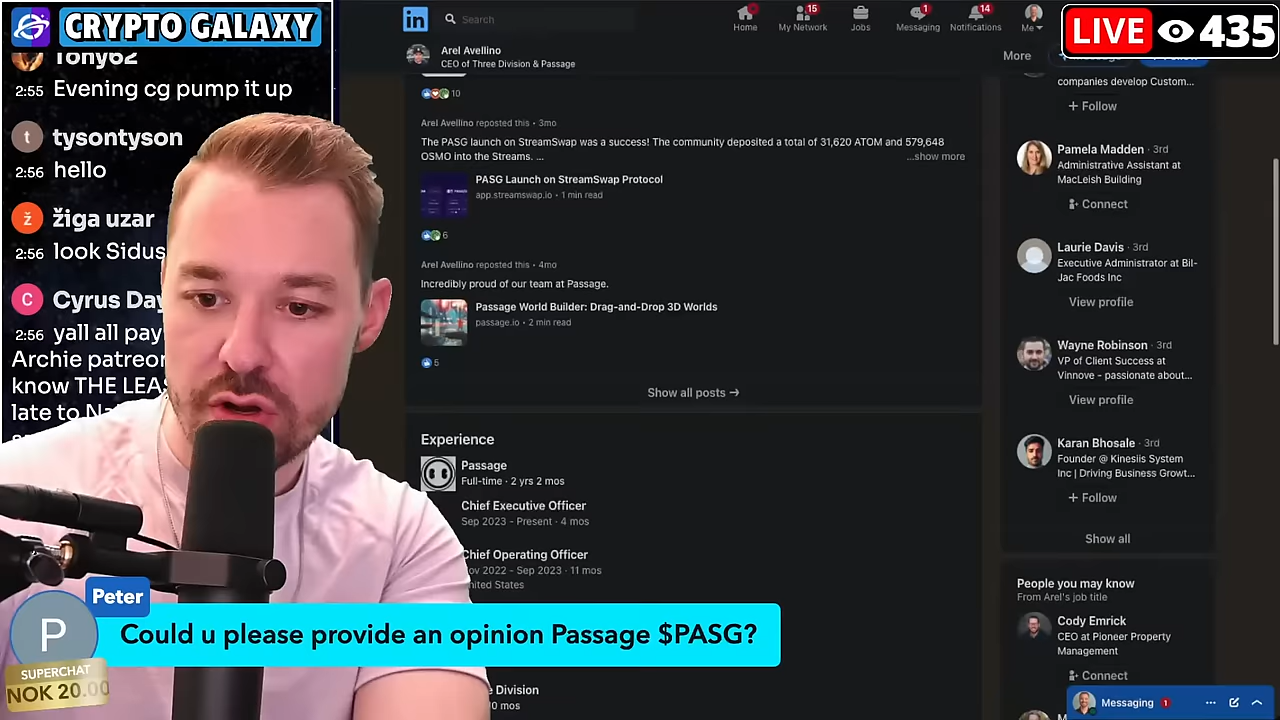 CRYPTO GALAXY
Tony62
2:55 Evening cg pump it up
t
tysontyson
2:56 hello
ž
žiga uzar
2:56 look Sidus
C
Cyrus Day
2:56 yall all pay
Archie patreon
know THE LEAS
late to Na
in
Search
Home
15
My Network
Jobs
1
Messaging
14
Notifications
Me
LIVE 435
Arel Avellino
CEO of Three Division & Passage
More
10
Arel Avellino reposted this • 3mo
The PASG launch on StreamSwap was a success! The community deposited a total of 31,620 ATOM and 579,648
OSMO into the Streams. ...
...show more
PASG Launch on StreamSwap Protocol
app.streamswap.io • 1 min read
6
Arel Avellino reposted this • 4mo
Incredibly proud of our team at Passage.
Passage World Builder: Drag-and-Drop 3D Worlds
passage.io • 2 min read
5
Show all posts →
Experience
Passage
Full-time · 2 yrs 2 mos
Chief Executive Officer
Sep 2023 - Present · 4 mos
Chief Operating Officer
ov 2022 - Sep 2023 · 11 mos
nited States
e Division
0 mos
companies develop Custom...
+ Follow
Pamela Madden · 3rd
Administrative Assistant at
MacLeish Building
Connect
Laurie Davis · 3rd
Executive Administrator at Bil-
Jac Foods Inc
View profile
Wayne Robinson · 3rd
VP of Client Success at
Vinnove - passionate about...
View profile
Karan Bhosale · 3rd
Founder @ Kinesiis System
Inc | Driving Business Growt...
+ Follow
Show all
People you may know
From Arel's job title
Cody Emrick
CEO at Pioneer Property
Management
Connect
Messaging 1
Peter
P
Could u please provide an opinion Passage $PASG?
SUPERCHAT
NOK 20.00